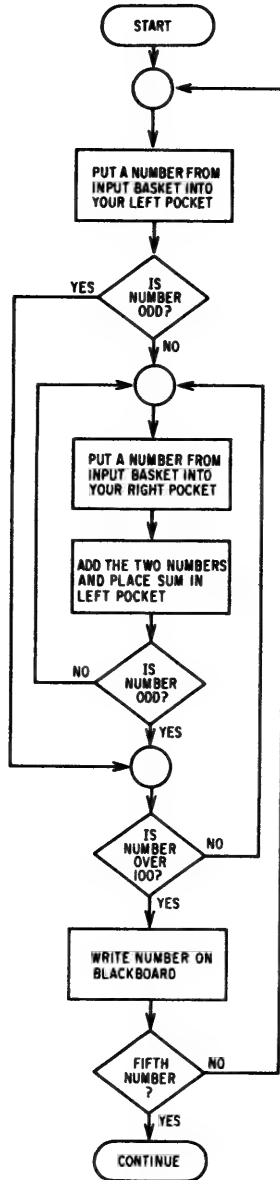 START
PUT A NUMBER FROM
INPUT BASKET INTO
YOUR LEFT POCKET
YES
IS
NUMBER
ODD?
NO
PUT A NUMBER FROM
INPUT BASKET INTO
YOUR RIGHT POCKET
ADD THE TWO NUMBERS
AND PLACE SUM IN
LEFT POCKET
NO
IS
NUMBER
ODD?
YES
IS
NUMBER
OVER
100?
NO
YES
WRITE NUMBER ON
BLACKBOARD
FIFTH
NUMBER
?
NO
YES
CONTINUE